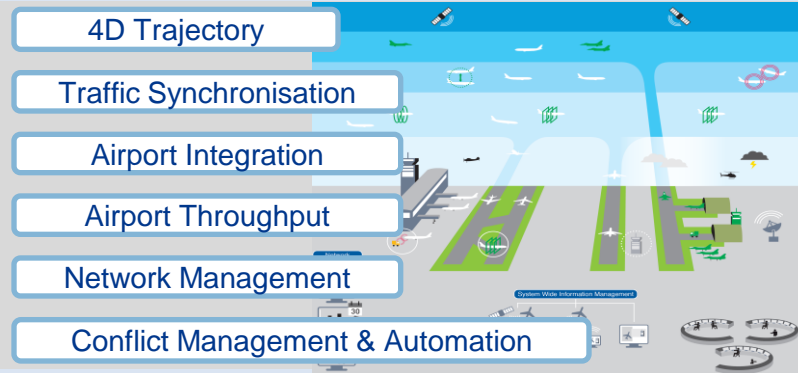 4D Trajectory
Traffic Synchronisation
Airport Integration
Airport Throughput
Network Management
System Wide Information Management
30
Conflict Management & Automation